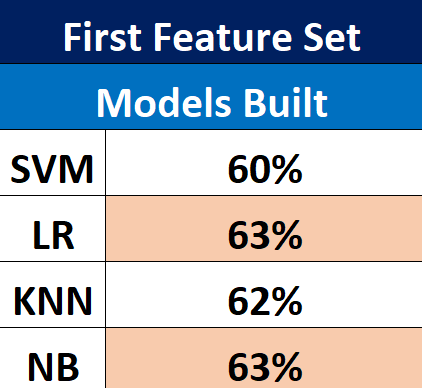 First Feature Set
Models Built
SVM 60%
LR 63%
KNN 62%
NB 63%